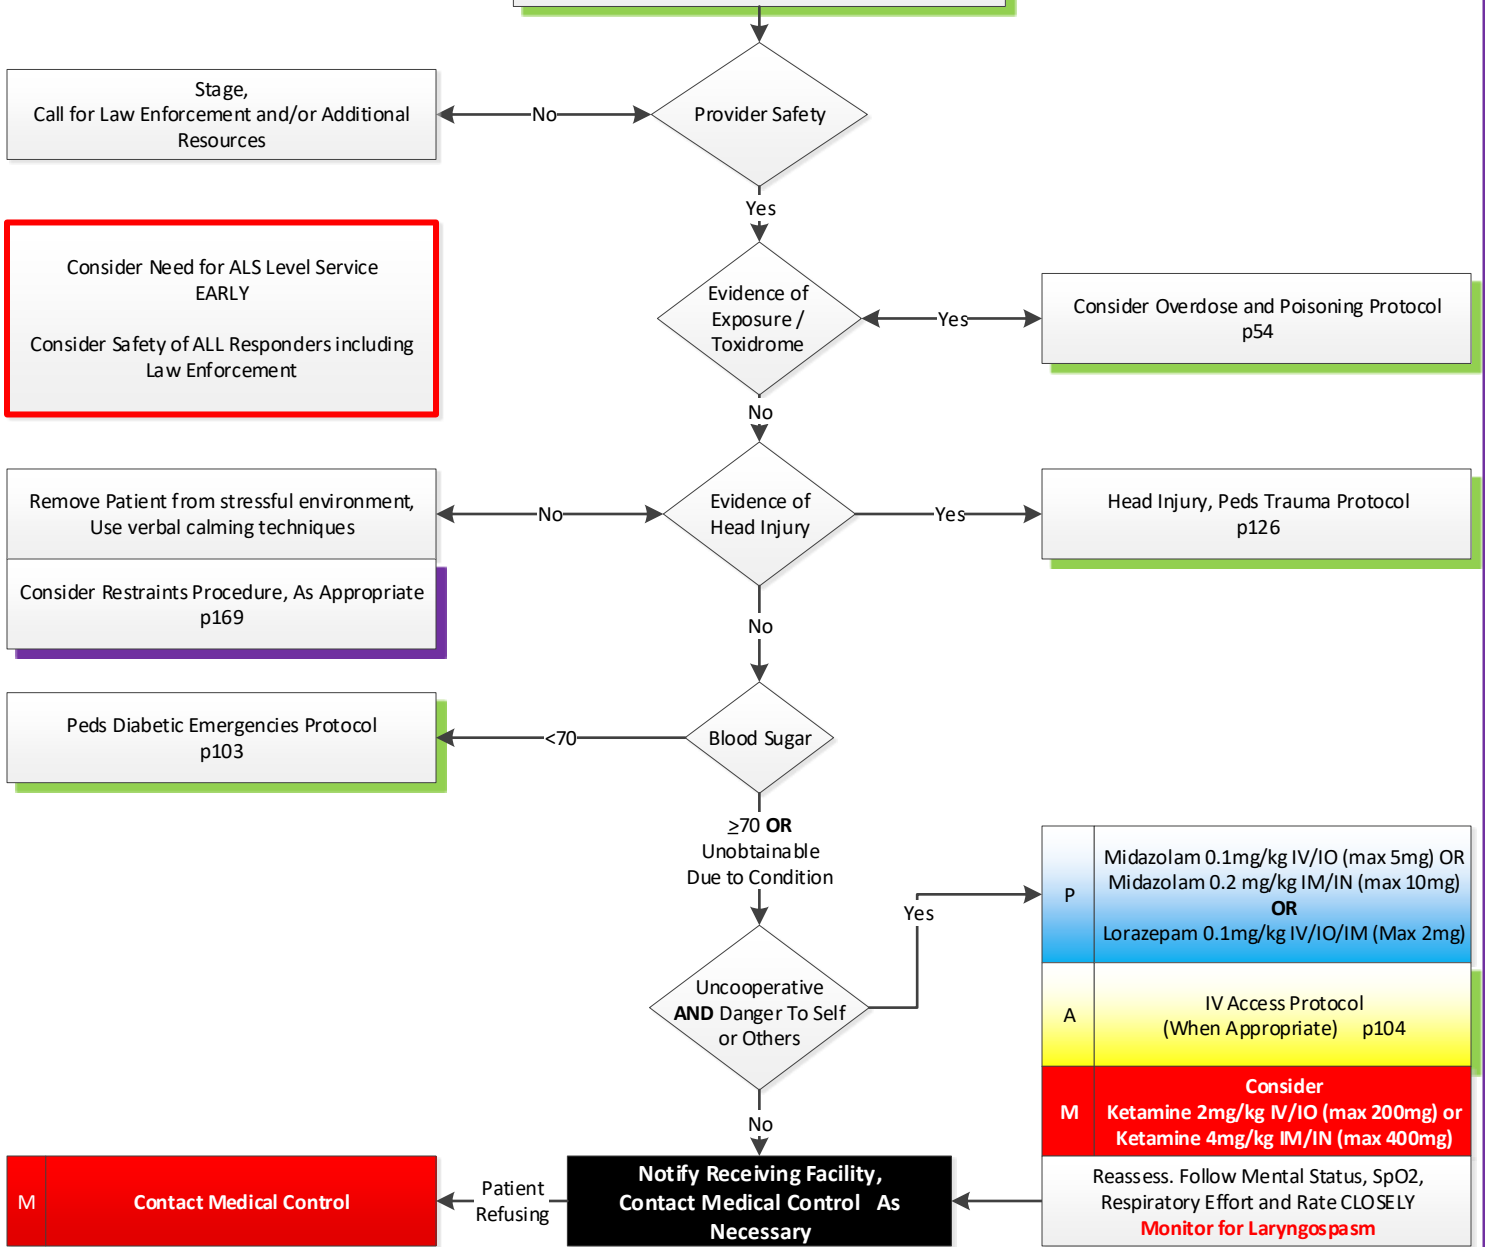 Stage,
Call for Law Enforcement and/or Additional
Resources
No
Provider Safety
Yes
Consider Need for ALS Level Service
EARLY
Consider Safety of ALL Responders including
Law Enforcement
Evidence of
Exposure /
Toxidrome
Yes
Consider Overdose and Poisoning Protocol
p54
No
Remove Patient from stressful environment,
Use verbal calming techniques
Consider Restraints Procedure, As Appropriate
p169
No
Evidence of
Head Injury
Yes
Head Injury, Peds Trauma Protocol
p126
No
Peds Diabetic Emergencies Protocol
p103
<70
Blood Sugar
≥70 OR
Unobtainable
Due to Condition
Uncooperative
AND Danger To Self
or Others
Yes
P
Midazolam 0.1mg/kg IV/IO (max 5mg) OR
Midazolam 0.2 mg/kg IM/IN (max 10mg)
OR
Lorazepam 0.1mg/kg IV/IO/IM (Max 2mg)
A
IV Access Protocol
(When Appropriate) p104
M
Consider
Ketamine 2mg/kg IV/IO (max 200mg) or
Ketamine 4mg/kg IM/IN (max 400mg)
Reassess. Follow Mental Status, SpO2,
Respiratory Effort and Rate CLOSELY
Monitor for Laryngospasm
No
Notify Receiving Facility,
Contact Medical Control As
Necessary
Patient
Refusing
M
Contact Medical Control